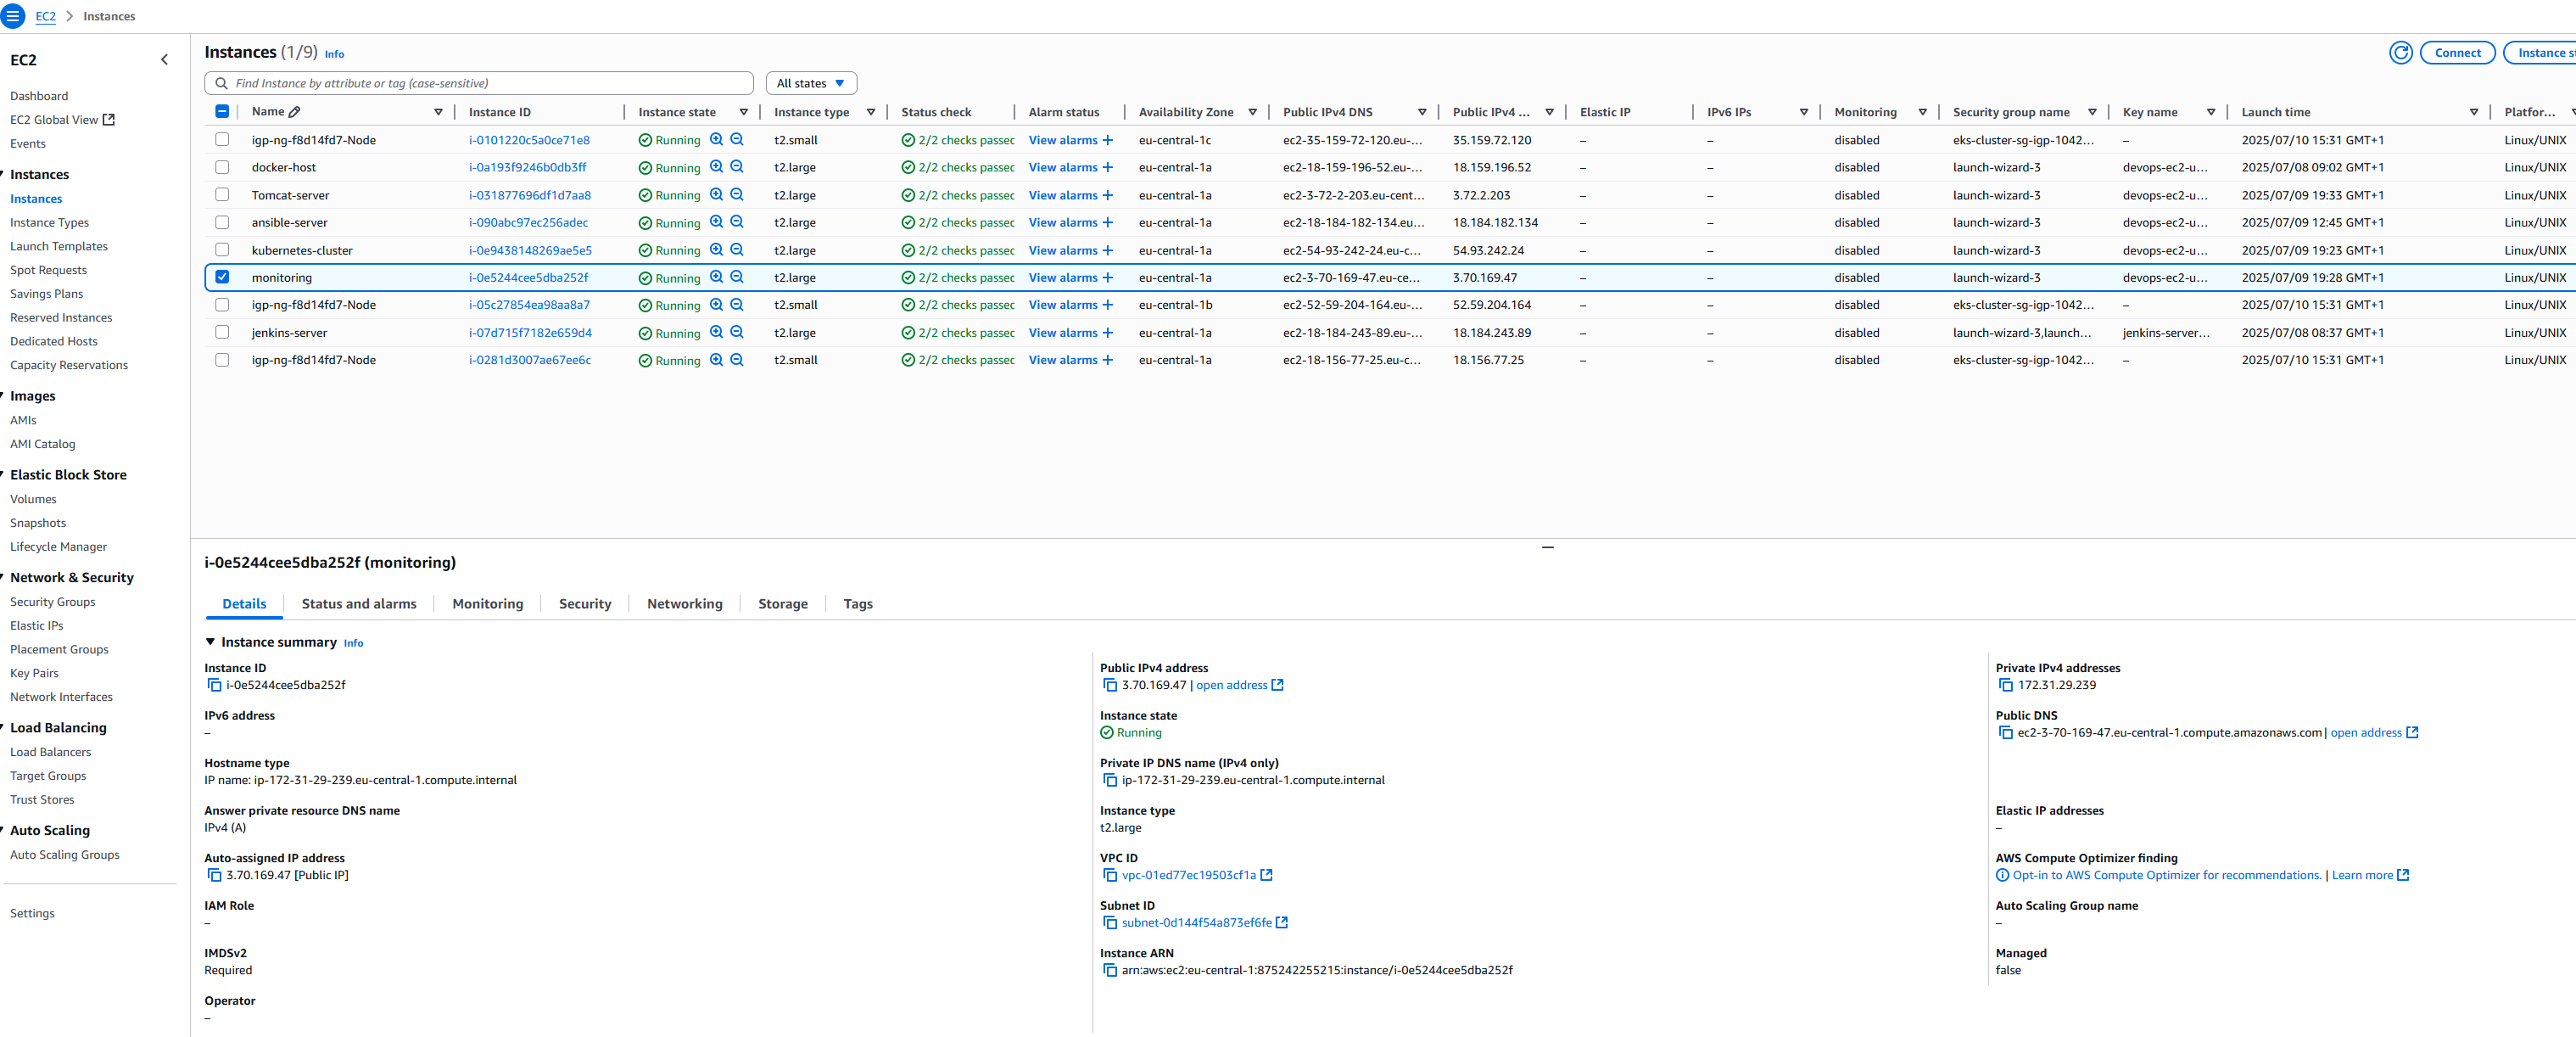 EC2 > Instances
EC2
Dashboard
EC2 Global View
Events
Instances
Instances
Instance Types
Launch Templates
Spot Requests
Savings Plans
Reserved Instances
Dedicated Hosts
Capacity Reservations
Images
AMIs
AMI Catalog
Elastic Block Store
Volumes
Snapshots
Lifecycle Manager
Network & Security
Security Groups
Elastic IPs
Placement Groups
Key Pairs
Network Interfaces
Load Balancing
Load Balancers
Target Groups
Trust Stores
Auto Scaling
Auto Scaling Groups
Settings
Instances (1/9) Info
Connect Instance s
Find Instance by attribute or tag (case-sensitive) All states
Name Instance ID Instance state Instance type Status check Alarm status Availability Zone Public IPv4 DNS Public IPv4 ... Elastic IP IPv6 IPs Monitoring Security group name Key name Launch time Platfor...
igp-ng-f8d14fd7-Node i-0101220c5a0ce71e8 Running t2.small 2/2 checks passed View alarms + eu-central-1c ec2-35-159-72-120.eu-... 35.159.72.120 – – disabled eks-cluster-sg-igp-1042... – 2025/07/10 15:31 GMT+1 Linux/UNIX
docker-host i-0a193f9246b0db3ff Running t2.large 2/2 checks passed View alarms + eu-central-1a ec2-18-159-196-52.eu-... 18.159.196.52 – – disabled launch-wizard-3 devops-ec2-u... 2025/07/08 09:02 GMT+1 Linux/UNIX
Tomcat-server i-031877696df1d7aa8 Running t2.large 2/2 checks passed View alarms + eu-central-1a ec2-3-72-2-203.eu-cent... 3.72.2.203 – – disabled launch-wizard-3 devops-ec2-u... 2025/07/09 19:33 GMT+1 Linux/UNIX
ansible-server i-090abc97ec256adec Running t2.large 2/2 checks passed View alarms + eu-central-1a ec2-18-184-182-134.eu... 18.184.182.134 – – disabled launch-wizard-3 devops-ec2-u... 2025/07/09 12:45 GMT+1 Linux/UNIX
kubernetes-cluster i-0e9438148269ae5e5 Running t2.large 2/2 checks passed View alarms + eu-central-1a ec2-54-93-242-24.eu-c... 54.93.242.24 – – disabled launch-wizard-3 devops-ec2-u... 2025/07/09 19:23 GMT+1 Linux/UNIX
monitoring i-0e5244cee5dba252f Running t2.large 2/2 checks passed View alarms + eu-central-1a ec2-3-70-169-47.eu-ce... 3.70.169.47 – – disabled launch-wizard-3 devops-ec2-u... 2025/07/09 19:28 GMT+1 Linux/UNIX
igp-ng-f8d14fd7-Node i-05c27854ea98aa8a7 Running t2.small 2/2 checks passed View alarms + eu-central-1b ec2-52-59-204-164.eu-... 52.59.204.164 – – disabled eks-cluster-sg-igp-1042... – 2025/07/10 15:31 GMT+1 Linux/UNIX
jenkins-server i-07d715f7182e659d4 Running t2.large 2/2 checks passed View alarms + eu-central-1a ec2-18-184-243-89.eu-... 18.184.243.89 – – disabled launch-wizard-3,launch... jenkins-server... 2025/07/08 08:37 GMT+1 Linux/UNIX
igp-ng-f8d14fd7-Node i-0281d3007ae67ee6c Running t2.small 2/2 checks passed View alarms + eu-central-1a ec2-18-156-77-25.eu-c... 18.156.77.25 – – disabled eks-cluster-sg-igp-1042... – 2025/07/10 15:31 GMT+1 Linux/UNIX
i-0e5244cee5dba252f (monitoring)
Details Status and alarms Monitoring Security Networking Storage Tags
Instance summary Info
Instance ID
i-0e5244cee5dba252f
IPv6 address
–
Hostname type
IP name: ip-172-31-29-239.eu-central-1.compute.internal
Answer private resource DNS name
IPv4 (A)
Auto-assigned IP address
3.70.169.47 [Public IP]
IAM Role
–
IMDSv2
Required
Operator
–
Public IPv4 address
3.70.169.47 | open address
Instance state
Running
Private IP DNS name (IPv4 only)
ip-172-31-29-239.eu-central-1.compute.internal
Instance type
t2.large
VPC ID
vpc-01ed77ec19503cf1a
Subnet ID
subnet-0d144f54a873ef6fe
Instance ARN
arn:aws:ec2:eu-central-1:875242255215:instance/i-0e5244cee5dba252f
Private IPv4 addresses
172.31.29.239
Public DNS
ec2-3-70-169-47.eu-central-1.compute.amazonaws.com | open address
Elastic IP addresses
–
AWS Compute Optimizer finding
Opt-in to AWS Compute Optimizer for recommendations. | Learn more
Auto Scaling Group name
–
Managed
false